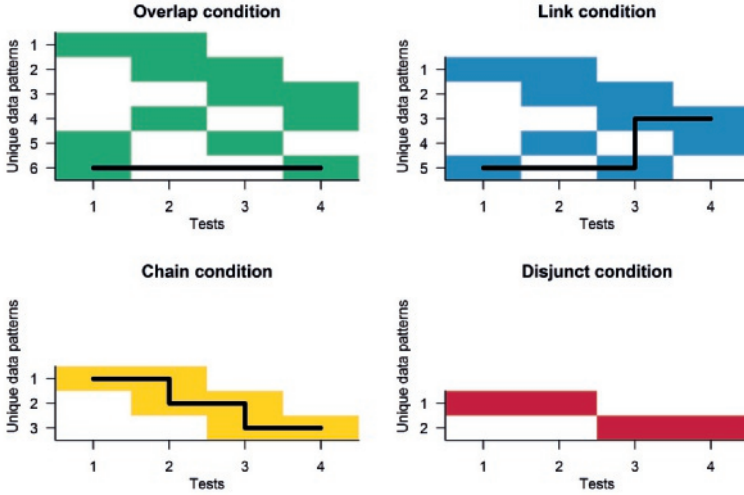 Overlap condition
Unique data patterns
1
2
3
4
5
6
1 2 3 4
Tests
Link condition
Unique data patterns
1
2
3
4
5
1 2 3 4
Tests
Chain condition
Unique data patterns
1
2
3
1 2 3 4
Tests
Disjunct condition
Unique data patterns
1
2
1 2 3 4
Tests